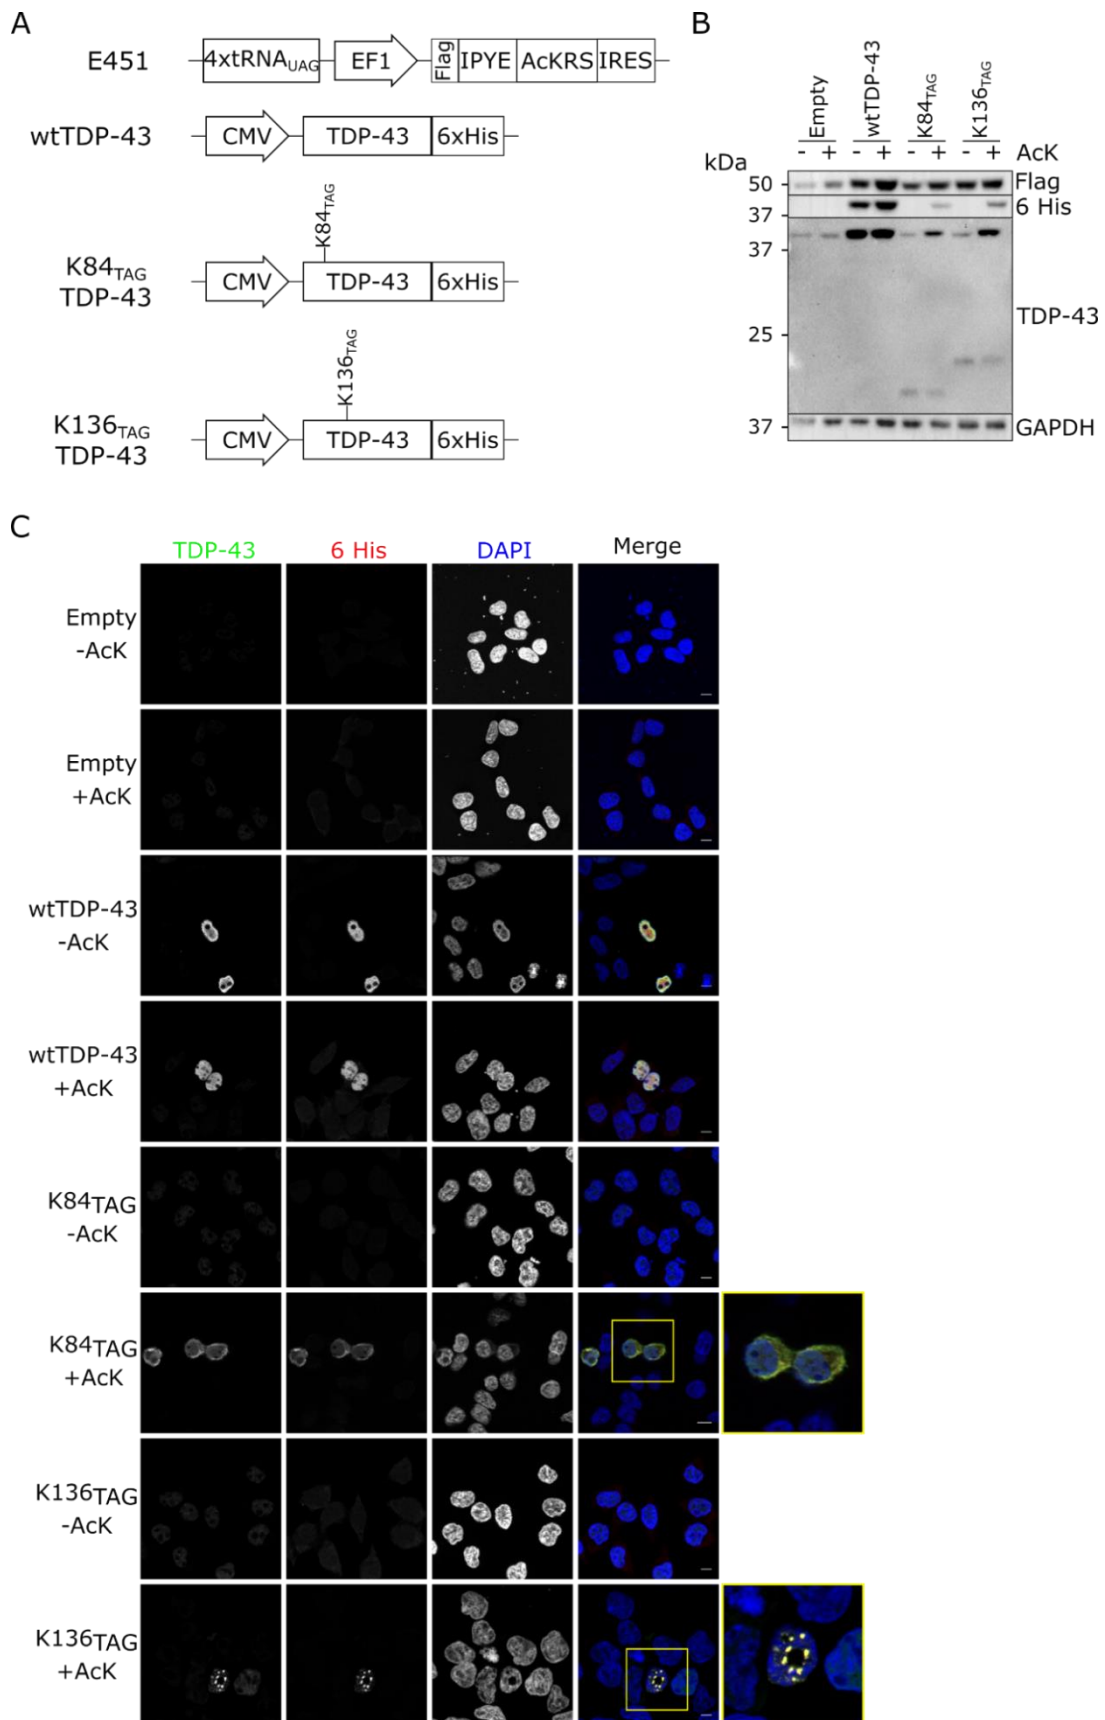 A
E451
4xtRNAUAG
EF1
Flag
IPYE
AcKRS
IRES
wtTDP-43
CMV
TDP-43
6xHis
K84TAG
K84TAG
TDP-43
CMV
TDP-43
6xHis
K136TAG
K136TAG
TDP-43
CMV
TDP-43
6xHis
B
Empty
wtTDP-43
K84TAG
K136TAG
- + - + - + - + AcK
kDa
50
Flag
6 His
37
37
TDP-43
25
37
GAPDH
C
TDP-43 6 His DAPI Merge
Empty
-AcK
Empty
+AcK
wtTDP-43
-AcK
wtTDP-43
+AcK
K84TAG
-AcK
K84TAG
+AcK
K136TAG
-AcK
K136TAG
+AcK